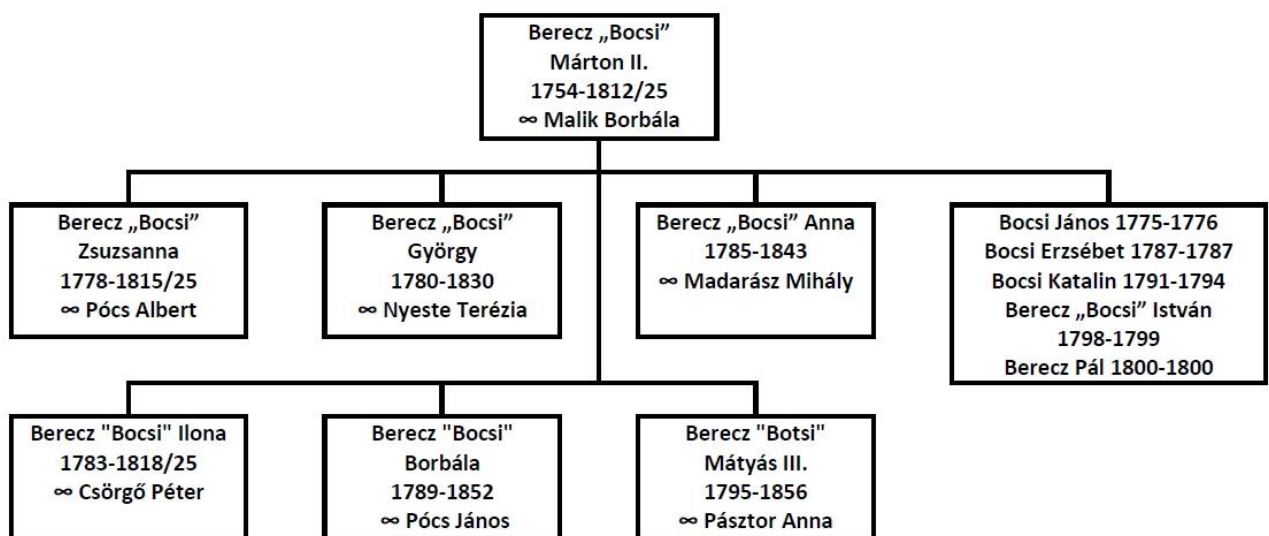 Berecz „Bocsi”
Márton II.
1754-1812/25
∞ Malik Borbála
Berecz „Bocsi”
Zsuzsanna
1778-1815/25
∞ Pócs Albert
Berecz „Bocsi”
György
1780-1830
∞ Nyeste Terézia
Berecz „Bocsi” Anna
1785-1843
∞ Madarász Mihály
Bocsi János 1775-1776
Bocsi Erzsébet 1787-1787
Bocsi Katalin 1791-1794
Berecz „Bocsi” István
1798-1799
Berecz Pál 1800-1800
Berecz "Bocsi" Ilona
1783-1818/25
∞ Csörgő Péter
Berecz "Bocsi"
Borbála
1789-1852
∞ Pócs János
Berecz "Botsi"
Mátyás III.
1795-1856
∞ Pásztor Anna